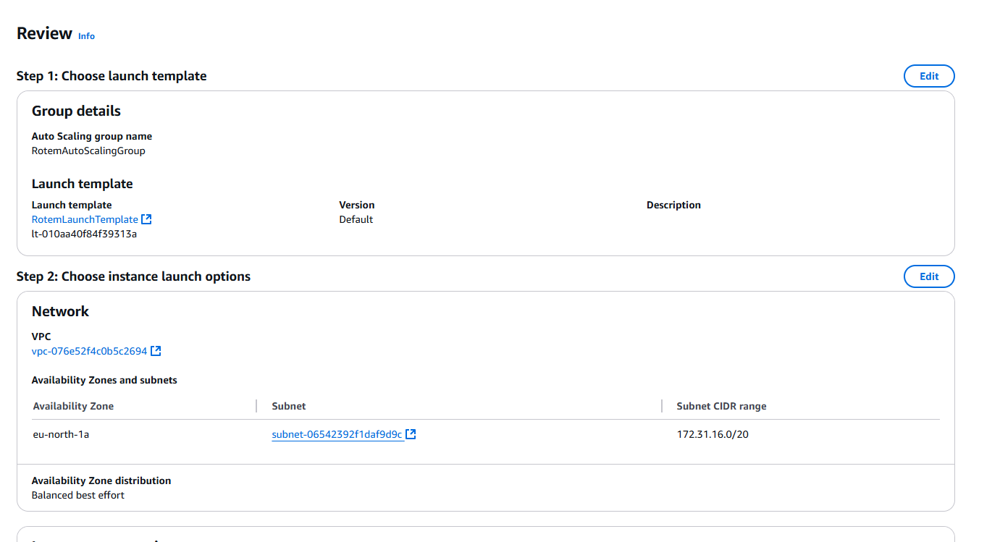 Review Info
Step 1: Choose launch template
Edit
Group details
Auto Scaling group name
RotemAutoScalingGroup
Launch template
Launch template Version Description
RotemLaunchTemplate Default
lt-010aa40f84f39313a
Step 2: Choose instance launch options
Edit
Network
VPC
vpc-076e52f4c0b5c2694
Availability Zones and subnets
Availability Zone Subnet Subnet CIDR range
eu-north-1a subnet-06542392f1daf9d9c 172.31.16.0/20
Availability Zone distribution
Balanced best effort